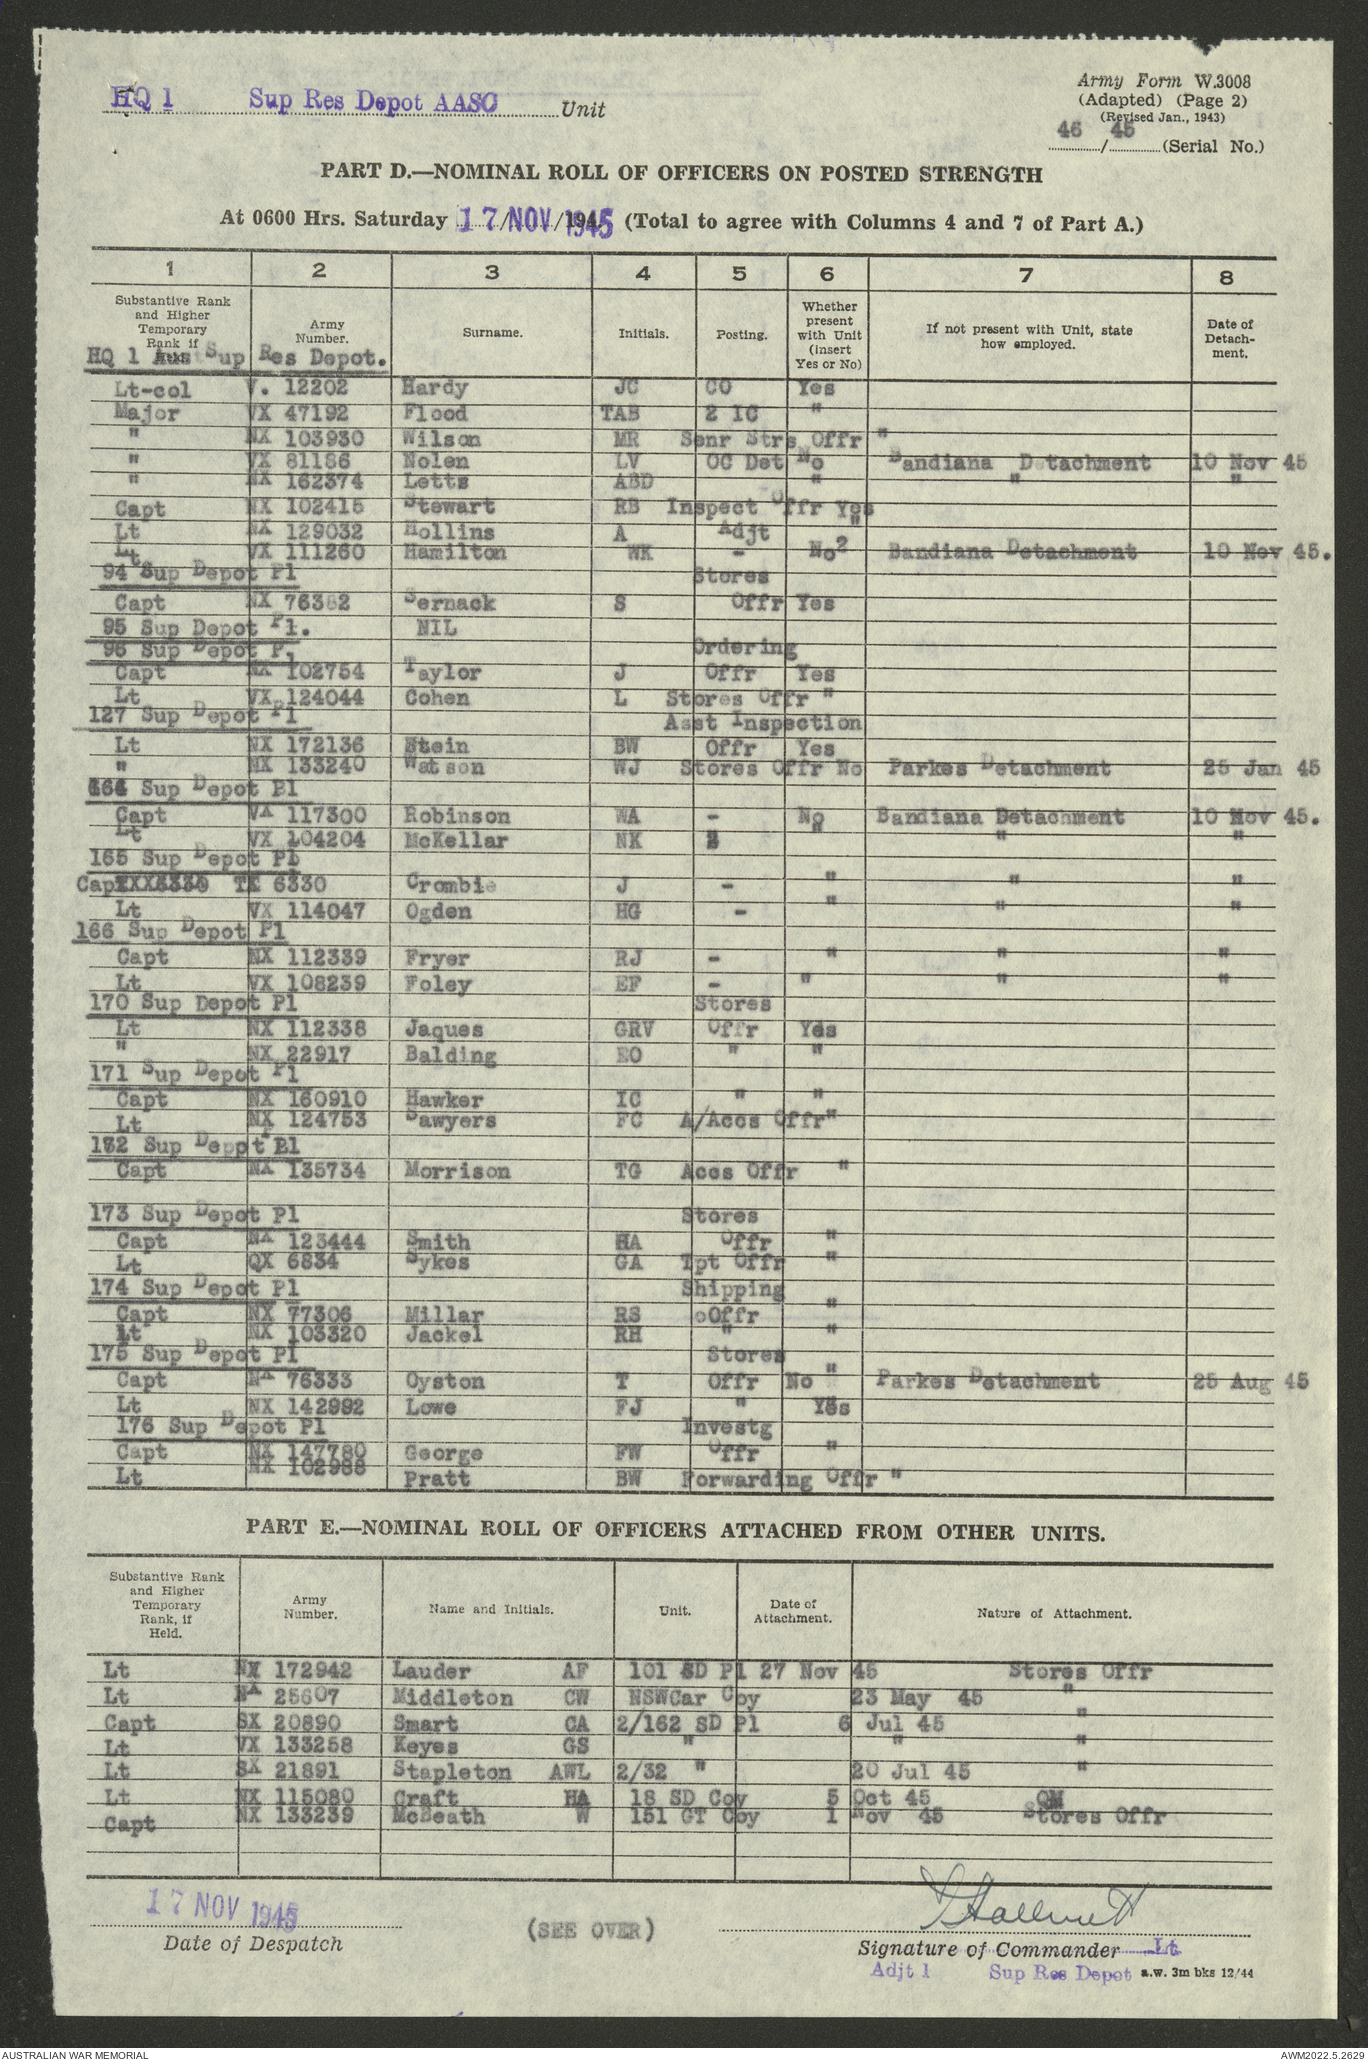 HQ 1 Sup Res Depot AASC Unit
Army Form W.3008
(Adapted) (Page 2)
(Revised Jan., 1943)
46 / 45 (Serial No.)
PART D.—NOMINAL ROLL OF OFFICERS ON POSTED STRENGTH
At 0600 Hrs. Saturday 17/NOV/1945 (Total to agree with Columns 4 and 7 of Part A.)
1 2 3 4 5 6 7 8
Substantive Rank and Higher Temporary Rank if Army Number. Surname. Initials. Posting. Whether present with Unit (insert Yes or No) If not present with Unit, state how employed. Date of Detachment.
HQ 1 Aust Sup Res Depot.
Lt-col V. 12202 Hardy JC CO Yes
Major VX 47192 Flood TAB 2 IC "
" NX 103930 Wilson MR Senr Strs Offr "
" VX 81186 Nolen LV OC Det No Bandiana Detachment 10 Nov 45
" NX 162374 Letts ABD " " "
Capt NX 102415 Stewart RB Inspect Offr Yes
Lt NX 129032 Hollins A Adjt "
Lt VX 111260 Hamilton WK - No2 Bandiana Detachment 10 Nov 45.
94 Sup Depot Pl Stores
Capt NX 76382 Sernack S Offr Yes
95 Sup Depot Pl. NIL
96 Sup Depot P Ordering
Capt NX 102754 Taylor J Offr Yes
Lt VX 124044 Cohen L Stores Offr "
127 Sup Depot Pl Asst Inspection
Lt NX 172136 Stein BW Offr Yes
" NX 133240 Watson WJ Stores Offr No Parkes Detachment 25 Jan 45
164 Sup Depot Pl
Capt VX 117300 Robinson WA - No Bandiana Detachment 10 Nov 45.
Lt VX 104204 McKellar NK " " "
165 Sup Depot Pl
Capt TX 6330 Crombie J - " " "
Lt VX 114047 Ogden HG - " " "
166 Sup Depot Pl
Capt NX 112339 Fryer RJ - " " "
Lt VX 108239 Foley EF - " " "
170 Sup Depot Pl Stores
Lt NX 112338 Jaques GRV Offr Yes
" NX 22917 Balding EO " "
171 Sup Depot Pl
Capt NX 160910 Hawker IC " "
Lt NX 124753 Sawyers FC A/Accs Offr "
172 Sup Deppt Pl
Capt NX 135734 Morrison TG Accs Offr "
173 Sup Depot Pl Stores
Capt NX 123444 Smith HA Offr "
Lt QX 6834 Sykes GA Tpt Offr "
174 Sup Depot Pl Shipping
Capt NX 77306 Millar RS Offr "
Lt NX 103320 Jackel RH " "
175 Sup Depot Pl Stores
Capt NX 76333 Oyston T Offr No " Parkes Detachment 25 Aug 45
Lt NX 142992 Lowe FJ " Yes
176 Sup Depot Pl Investg
Capt NX 147780 George FW Offr "
Lt NX 102988 Pratt BW Forwarding Offr "
PART E.—NOMINAL ROLL OF OFFICERS ATTACHED FROM OTHER UNITS.
Substantive Rank and Higher Temporary Rank, if Held. Army Number. Name and Initials. Unit. Date of Attachment. Nature of Attachment.
Lt NX 172942 Lauder AF 101 SD Pl 27 Nov 45 Stores Offr
Lt NX 25607 Middleton CW NSWCar Coy 23 May 45 "
Capt SX 20890 Smart CA 2/162 SD Pl 6 Jul 45 "
Lt VX 133258 Keyes GS " " "
Lt SX 21891 Stapleton AWL 2/32 " 20 Jul 45 "
Lt NX 115080 Craft HA 18 SD Coy 5 Oct 45 QM
Capt NX 133239 McBeath W 151 GT Coy 1 Nov 45 Stores Offr
17 NOV 1945
Date of Despatch
(SEE OVER)
Signature of Commander Lt
Adjt 1 Sup Res Depot a.w. 3m bks 12/44
AUSTRALIAN WAR MEMORIAL AWM2022.5.2629